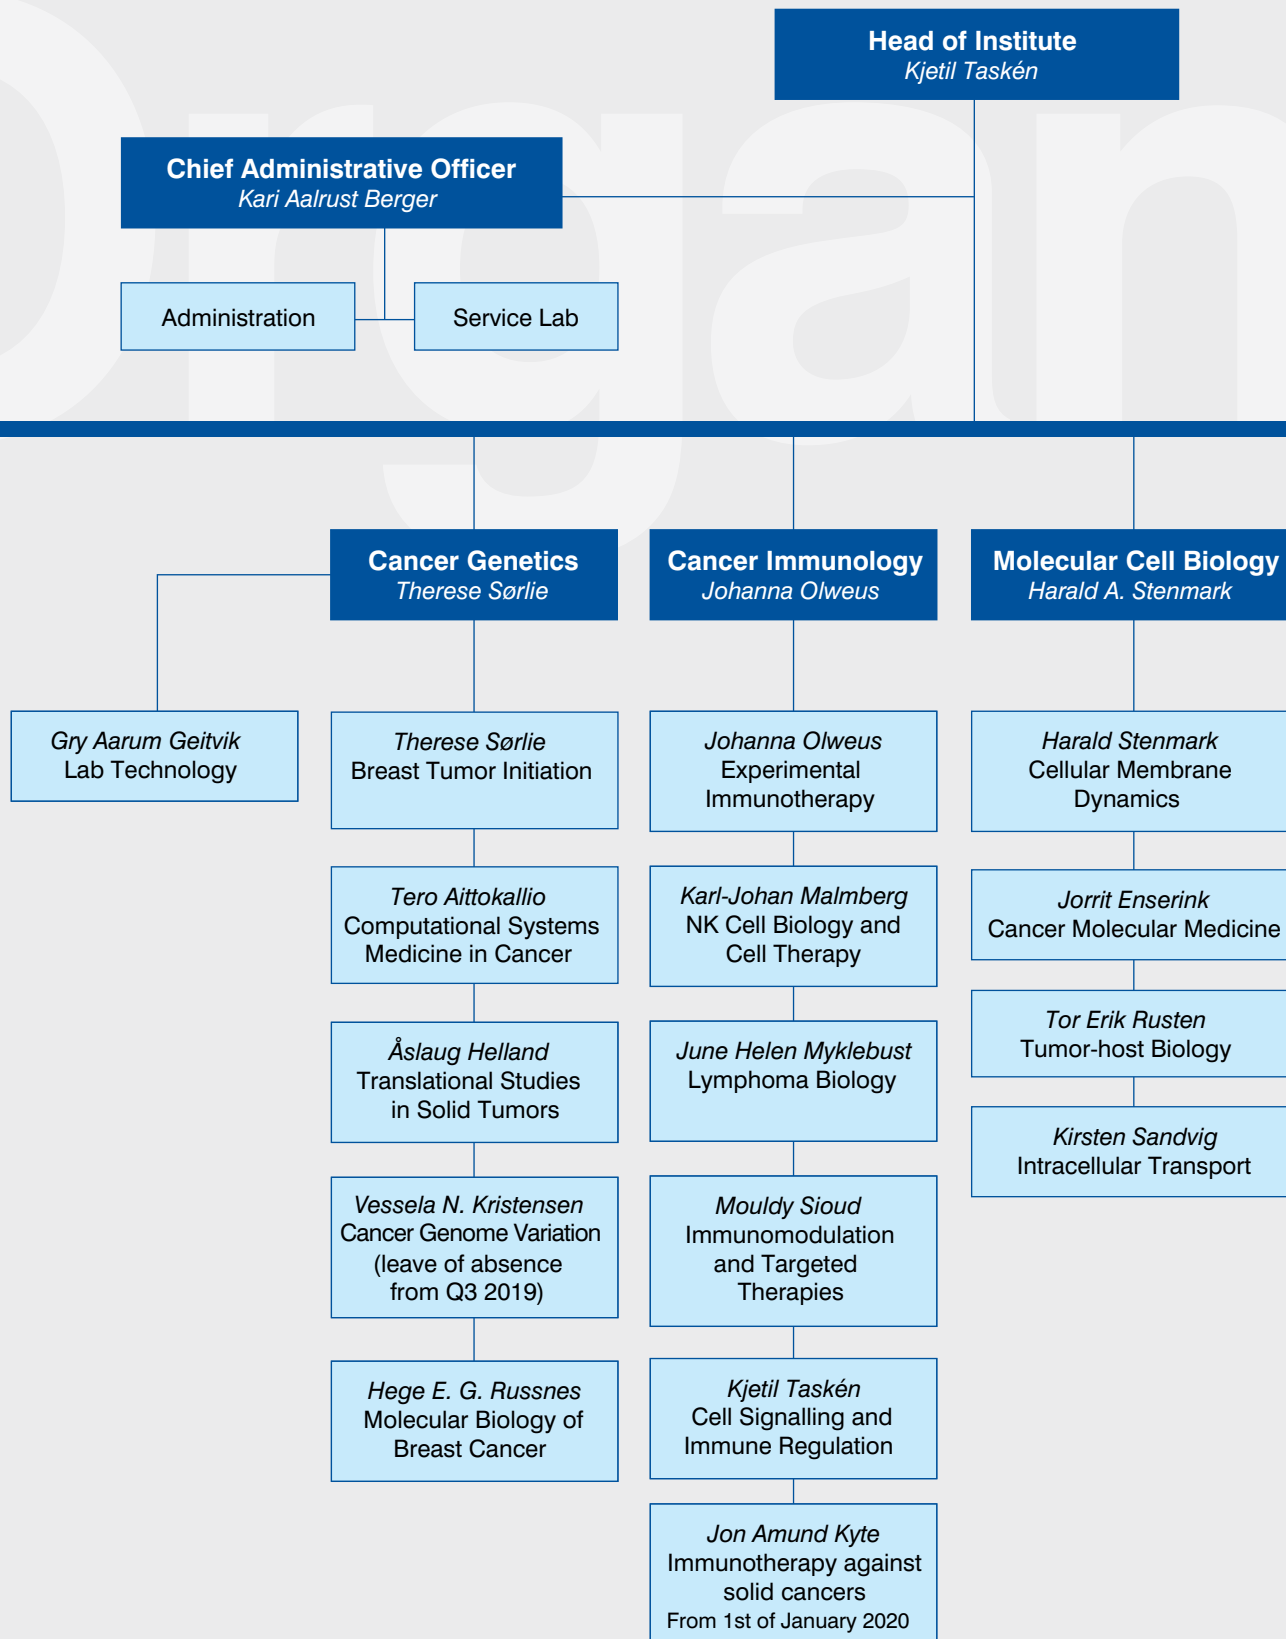 Organ
Head of Institute
Kjetil Taskén
Chief Administrative Officer
Kari Aalrust Berger
Administration
Service Lab
Cancer Genetics
Therese Sørlie
Cancer Immunology
Johanna Olweus
Molecular Cell Biology
Harald A. Stenmark
Gry Aarum Geitvik
Lab Technology
Therese Sørlie
Breast Tumor Initiation
Tero Aittokallio
Computational Systems
Medicine in Cancer
Åslaug Helland
Translational Studies
in Solid Tumors
Vessela N. Kristensen
Cancer Genome Variation
(leave of absence
from Q3 2019)
Hege E. G. Russnes
Molecular Biology of
Breast Cancer
Johanna Olweus
Experimental
Immunotherapy
Karl-Johan Malmberg
NK Cell Biology and
Cell Therapy
June Helen Myklebust
Lymphoma Biology
Mouldy Sioud
Immunomodulation
and Targeted
Therapies
Kjetil Taskén
Cell Signalling and
Immune Regulation
Jon Amund Kyte
Immunotherapy against
solid cancers
From 1st of January 2020
Harald Stenmark
Cellular Membrane
Dynamics
Jorrit Enserink
Cancer Molecular Medicine
Tor Erik Rusten
Tumor-host Biology
Kirsten Sandvig
Intracellular Transport